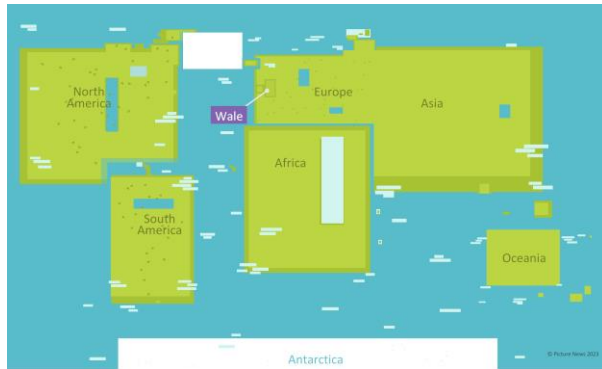 North
America
Europe
Asia
Wale
Africa
South
America
Oceania
© Picture News 2023
Antarctica